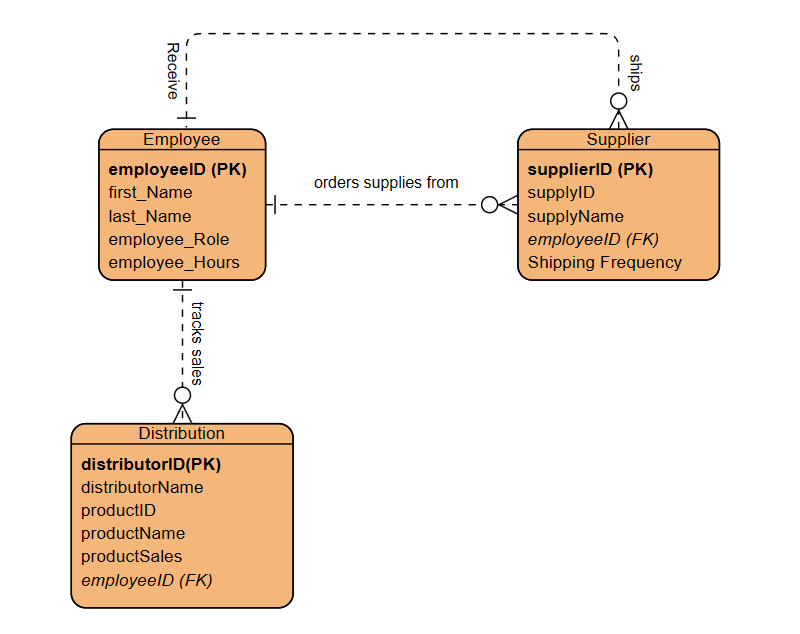 Receive
ships
Employee
employeeID (PK)
first_Name
last_Name
employee_Role
employee_Hours
orders supplies from
Supplier
supplierID (PK)
supplyID
supplyName
employeeID (FK)
Shipping Frequency
tracks sales
Distribution
distributorID(PK)
distributorName
productID
productName
productSales
employeeID (FK)